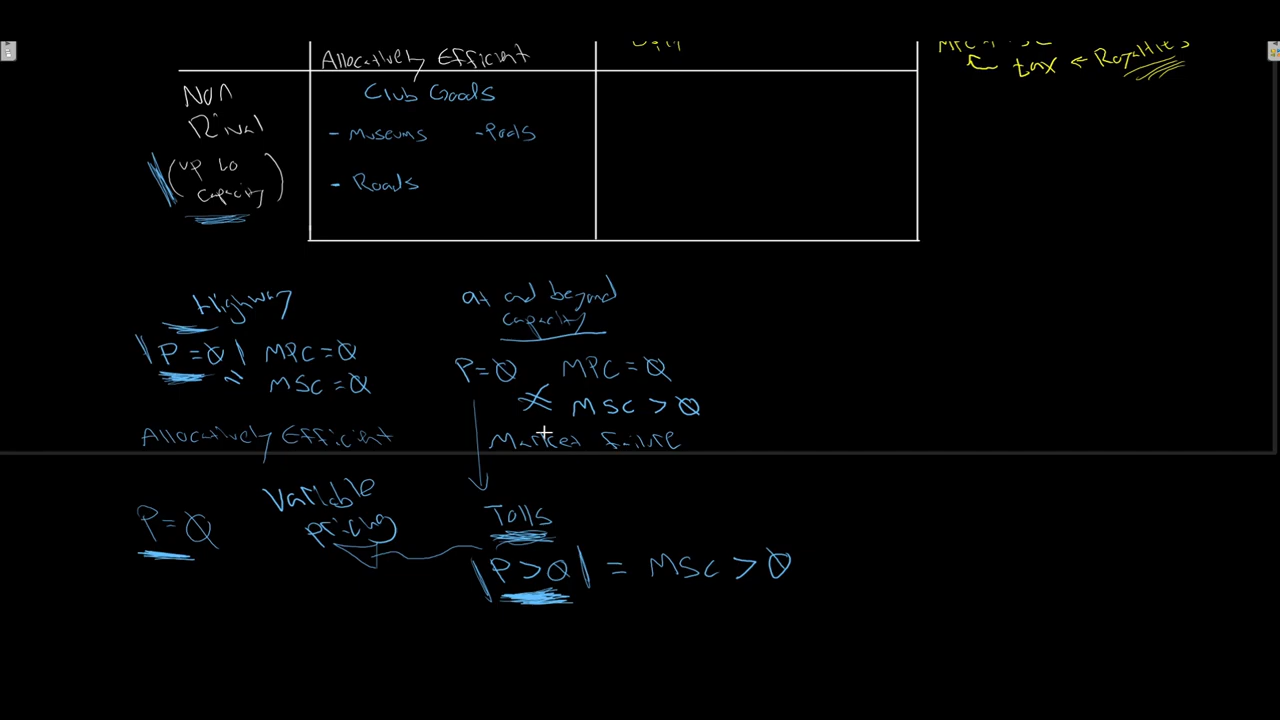 tax ← Royalties
Allocatively Efficient
Non
Rival
(up to
capacity)
Club Goods
- Museums - Pools
- Roads
Highway
P = 0 MPC = 0
= MSC = 0
Allocatively Efficient
at and beyond
capacity
P = 0 MPC = 0
≠ MSC > 0
Market failure
Variable
pricing
P = 0
Tolls
P > 0 = MSC > 0